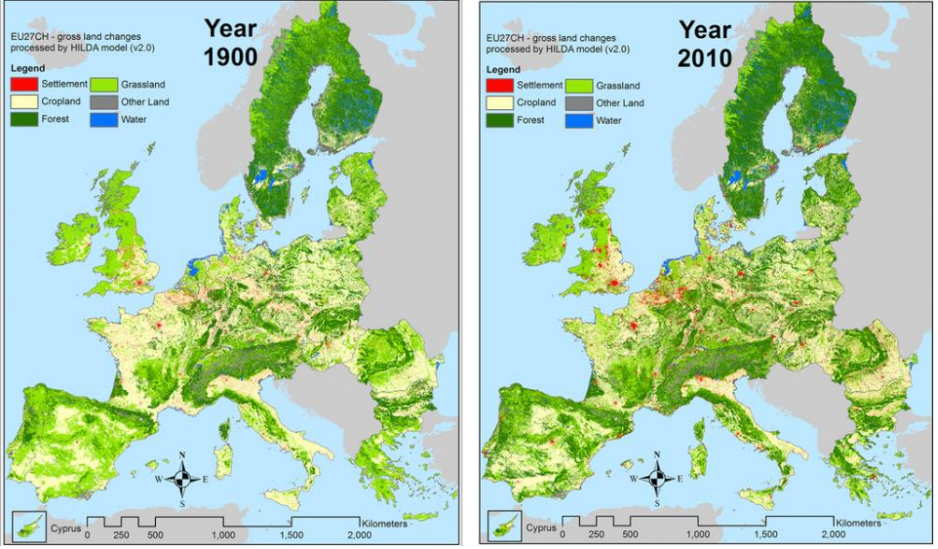 EU27CH - gross land changes
processed by HILDA model (v2.0)
Year
1900
Legend
Settlement
Grassland
Cropland
Other Land
Forest
Water
N
W
E
S
Cyprus
0 250 500 1,000 1,500 2,000
Kilometers
EU27CH - gross land changes
processed by HILDA model (v2.0)
Year
2010
Legend
Settlement
Grassland
Cropland
Other Land
Forest
Water
N
W
E
S
Cyprus
0 250 500 1,000 1,500 2,000
Kilometers